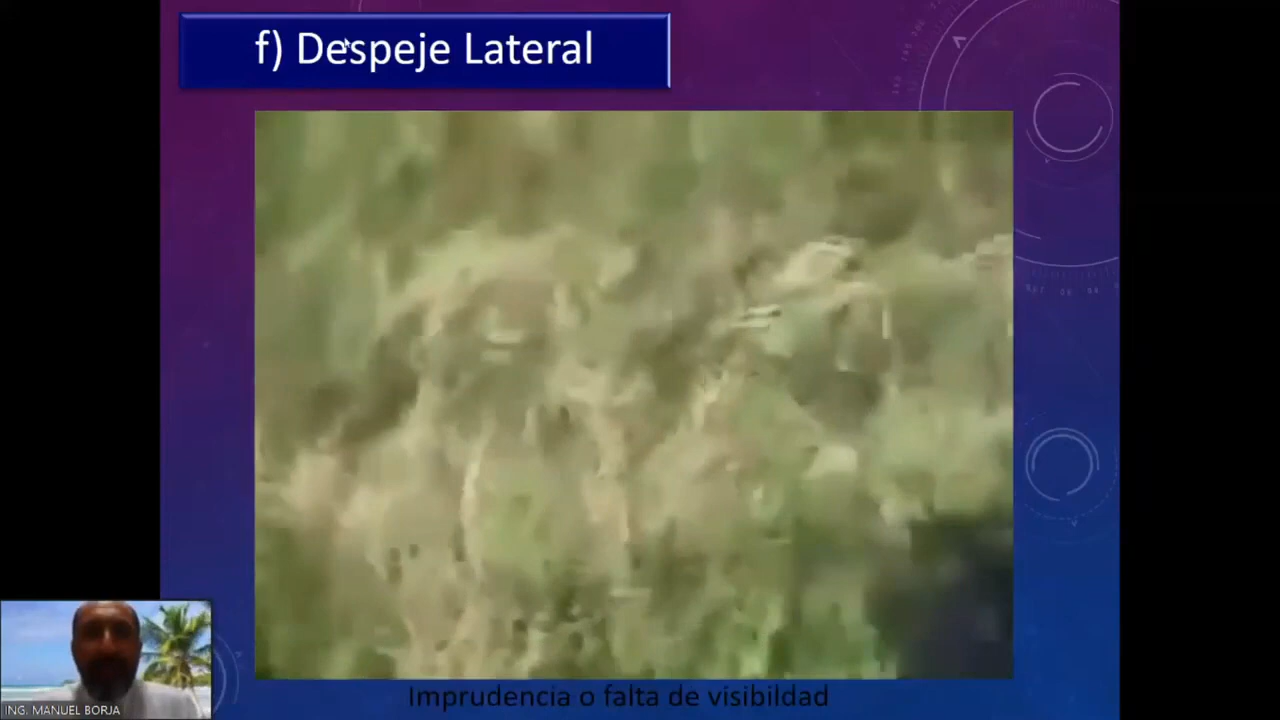 f) Despeje Lateral
Imprudencia o falta de visibildad
ING. MANUEL BORJA